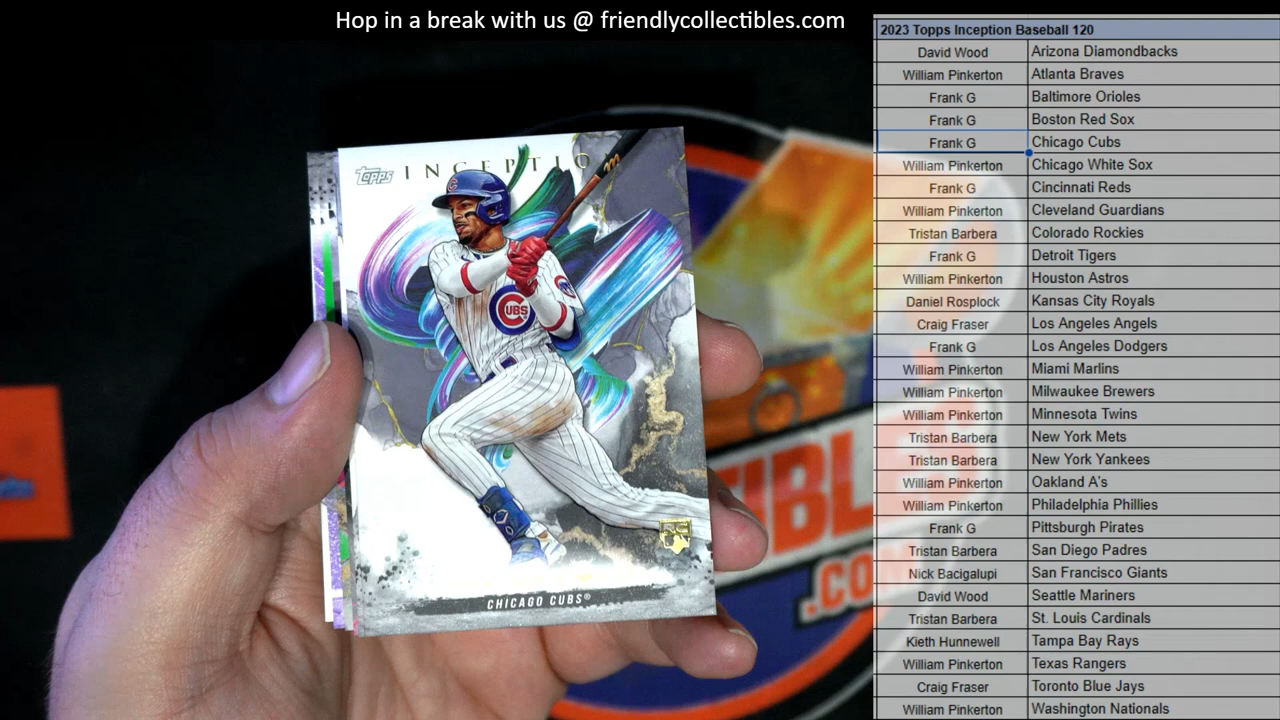 Hop in a break with us @ friendlycollectibles.com
2023 Topps Inception Baseball 120
David Wood Arizona Diamondbacks
William Pinkerton Atlanta Braves
Frank G Baltimore Orioles
Frank G Boston Red Sox
Frank G Chicago Cubs
William Pinkerton Chicago White Sox
Frank G Cincinnati Reds
William Pinkerton Cleveland Guardians
Tristan Barbera Colorado Rockies
Frank G Detroit Tigers
William Pinkerton Houston Astros
Daniel Rosplock Kansas City Royals
Craig Fraser Los Angeles Angels
Frank G Los Angeles Dodgers
William Pinkerton Miami Marlins
William Pinkerton Milwaukee Brewers
William Pinkerton Minnesota Twins
Tristan Barbera New York Mets
Tristan Barbera New York Yankees
William Pinkerton Oakland A's
William Pinkerton Philadelphia Phillies
Frank G Pittsburgh Pirates
Tristan Barbera San Diego Padres
Nick Bacigalupi San Francisco Giants
David Wood Seattle Mariners
Tristan Barbera St. Louis Cardinals
Kieth Hunnewell Tampa Bay Rays
William Pinkerton Texas Rangers
Craig Fraser Toronto Blue Jays
William Pinkerton Washington Nationals
Topps INCEPTIO
CUBS
RC
CHICAGO CUBS®
TIBLES
.CO